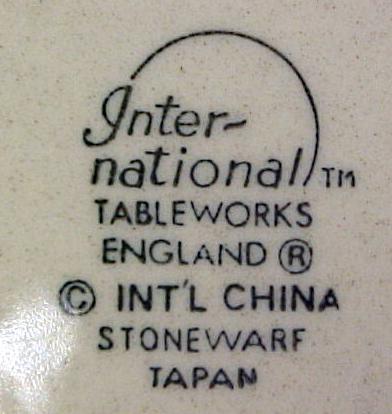 Inter-
national TM
TABLEWORKS
ENGLAND ®
© INT'L CHINA
STONEWARE
JAPAN